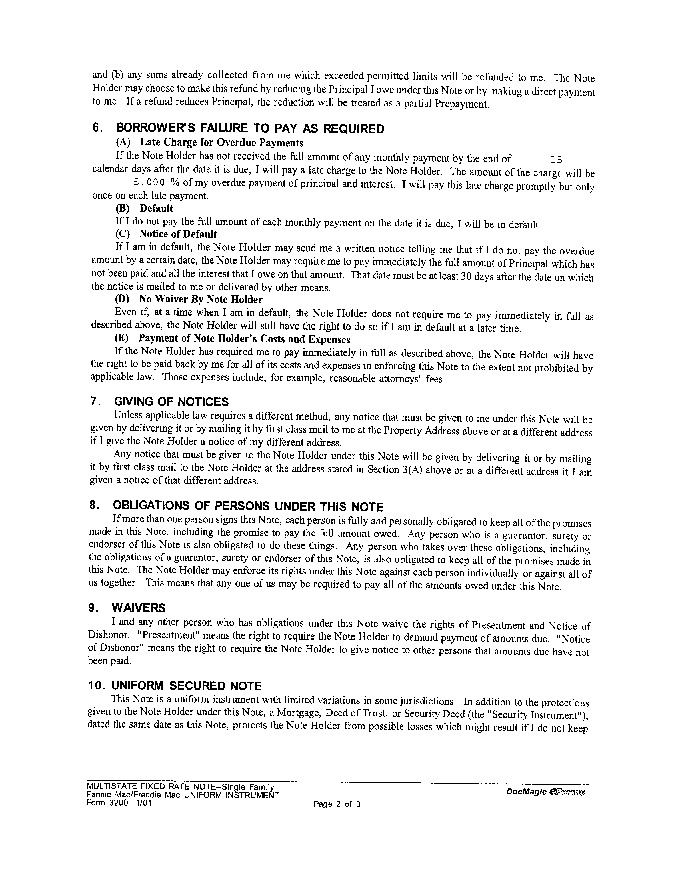 and (b) any sums already collected from me which exceeded permitted limits will be refunded to me. The Note
Holder may choose to make this refund by reducing the Principal I owe under this Note or by making a direct payment
to me. If a refund reduces Principal, the reduction will be treated as a partial Prepayment.
6. BORROWER'S FAILURE TO PAY AS REQUIRED
(A) Late Charge for Overdue Payments
If the Note Holder has not received the full amount of any monthly payment by the end of 15
calendar days after the date it is due, I will pay a late charge to the Note Holder. The amount of the charge will be
.000 % of my overdue payment of principal and interest. I will pay this late charge promptly but only
once on each late payment.
(B) Default
If I do not pay the full amount of each monthly payment on the date it is due, I will be in default.
(C) Notice of Default
If I am in default, the Note Holder may send me a written notice telling me that if I do not pay the overdue
amount by a certain date, the Note Holder may require me to pay immediately the full amount of Principal which has
not been paid and all the interest that I owe on that amount. That date must be at least 30 days after the date on which
the notice is mailed to me or delivered by other means.
(D) No Waiver By Note Holder
Even if, at a time when I am in default, the Note Holder does not require me to pay immediately in full as
described above, the Note Holder will still have the right to do so if I am in default at a later time.
(E) Payment of Note Holder's Costs and Expenses
If the Note Holder has required me to pay immediately in full as described above, the Note Holder will have
the right to be paid back by me for all of its costs and expenses in enforcing this Note to the extent not prohibited by
applicable law. Those expenses include, for example, reasonable attorneys' fees.
7. GIVING OF NOTICES
Unless applicable law requires a different method, any notice that must be given to me under this Note will be
given by delivering it or by mailing it by first class mail to me at the Property Address above or at a different address
if I give the Note Holder a notice of my different address.
Any notice that must be given to the Note Holder under this Note will be given by delivering it or by mailing
it by first class mail to the Note Holder at the address stated in Section 3(A) above or at a different address if I am
given a notice of that different address.
8. OBLIGATIONS OF PERSONS UNDER THIS NOTE
If more than one person signs this Note, each person is fully and personally obligated to keep all of the promises
made in this Note, including the promise to pay the full amount owed. Any person who is a guarantor, surety or
endorser of this Note is also obligated to do these things. Any person who takes over these obligations, including
the obligations of a guarantor, surety or endorser of this Note, is also obligated to keep all of the promises made in
this Note. The Note Holder may enforce its rights under this Note against each person individually or against all of
us together. This means that any one of us may be required to pay all of the amounts owed under this Note.
9. WAIVERS
I and any other person who has obligations under this Note waive the rights of Presentment and Notice of
Dishonor. "Presentment" means the right to require the Note Holder to demand payment of amounts due. "Notice
of Dishonor" means the right to require the Note Holder to give notice to other persons that amounts due have not
been paid.
10. UNIFORM SECURED NOTE
This Note is a uniform instrument with limited variations in some jurisdictions. In addition to the protections
given to the Note Holder under this Note, a Mortgage, Deed of Trust, or Security Deed (the "Security Instrument"),
dated the same date as this Note, protects the Note Holder from possible losses which might result if I do not keep
MULTISTATE FIXED RATE NOTE--Single Family
Fannie Mae/Freddie Mac UNIFORM INSTRUMENT
Form 3200 1/01
Page 2 of 3
DocMagic